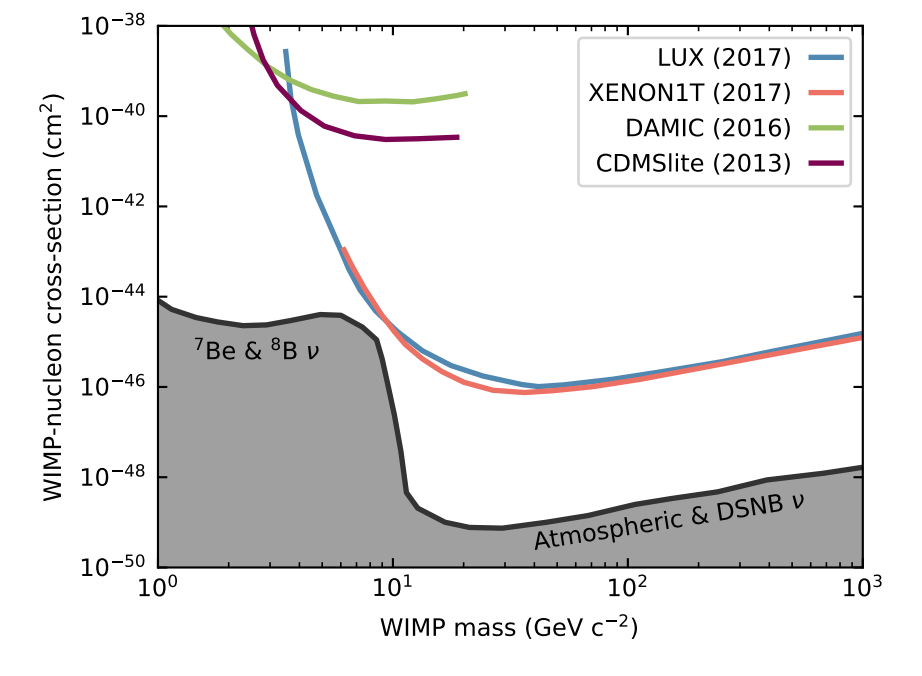 10⁻³⁸
10⁻⁴⁰
10⁻⁴²
10⁻⁴⁴
10⁻⁴⁶
10⁻⁴⁸
10⁻⁵⁰
WIMP-nucleon cross-section (cm²)
LUX (2017)
XENON1T (2017)
DAMIC (2016)
CDMSlite (2013)
⁷Be & ⁸B ν
Atmospheric & DSNB ν
10⁰
10¹
10²
10³
WIMP mass (GeV c⁻²)